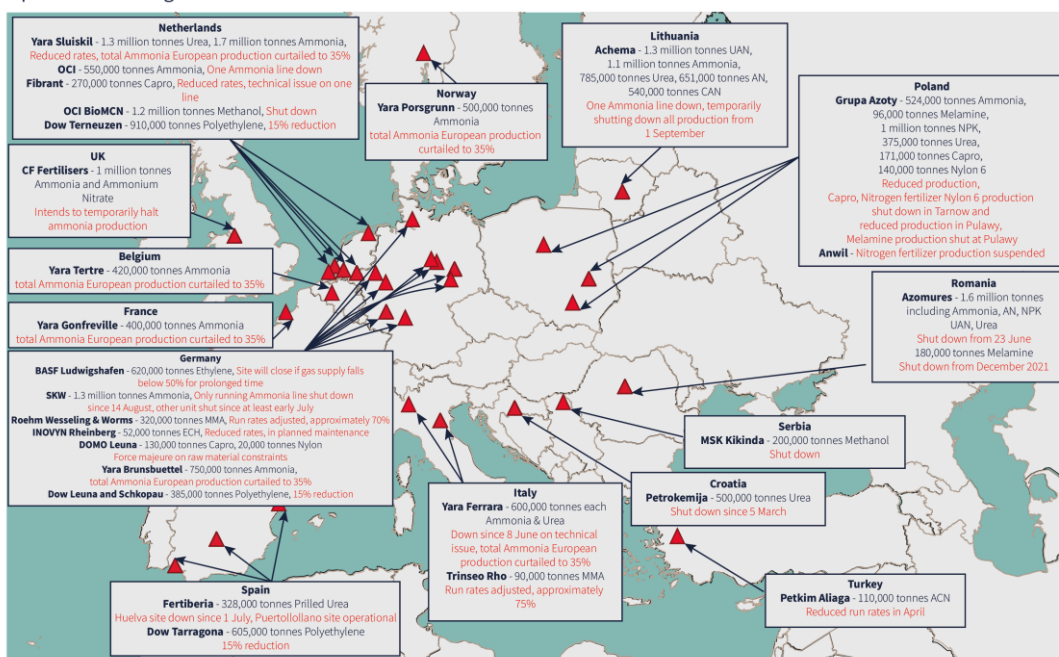 Netherlands
Yara Sluiskil - 1.3 million tonnes Urea, 1.7 million tonnes Ammonia,
Reduced rates, total Ammonia European production curtailed to 35%
OCI - 550,000 tonnes Ammonia, One Ammonia line down
Fibrant - 270,000 tonnes Capro, Reduced rates, technical issue on one
line
OCI BioMCN - 1.2 million tonnes Methanol, Shut down
Dow Terneuzen - 910,000 tonnes Polyethylene, 15% reduction
Norway
Yara Porsgrunn - 500,000 tonnes
Ammonia
total Ammonia European production
curtailed to 35%
Lithuania
Achema - 1.3 million tonnes UAN,
1.1 million tonnes Ammonia,
785,000 tonnes Urea, 651,000 tonnes AN,
540,000 tonnes CAN
One Ammonia line down, temporarily
shutting down all production from
1 September
Poland
Grupa Azoty - 524,000 tonnes Ammonia,
96,000 tonnes Melamine,
1 million tonnes NPK,
375,000 tonnes Urea,
171,000 tonnes Capro,
140,000 tonnes Nylon 6
Reduced production,
Capro, Nitrogen fertilizer Nylon 6 production
shut down in Tarnow and
reduced production in Pulawy,
Melamine production shut at Pulawy
Anwil - Nitrogen fertilizer production suspended
UK
CF Fertilisers - 1 million tonnes
Ammonia and Ammonium
Nitrate
Intends to temporarily halt
ammonia production
Belgium
Yara Tertre - 420,000 tonnes Ammonia
total Ammonia European production curtailed to 35%
France
Yara Gonfreville - 400,000 tonnes Ammonia
total Ammonia European production curtailed to 35%
Germany
BASF Ludwigshafen - 620,000 tonnes Ethylene, Site will close if gas supply falls
below 50% for prolonged time
SKW - 1.3 million tonnes Ammonia, Only running Ammonia line shut down
since 14 August, other unit shut since at least early July
Roehm Wesseling & Worms - 320,000 tonnes MMA, Run rates adjusted, approximately 70%
INOVYN Rheinberg - 52,000 tonnes ECH, Reduced rates, in planned maintenance
DOMO Leuna - 130,000 tonnes Capro, 20,000 tonnes Nylon
Force majeure on raw material constraints
Yara Brunsbuettel - 750,000 tonnes Ammonia,
total Ammonia European production curtailed to 35%
Dow Leuna and Schkopau - 385,000 tonnes Polyethylene, 15% reduction
Romania
Azomures - 1.6 million tonnes
including Ammonia, AN, NPK
UAN, Urea
Shut down from 23 June
180,000 tonnes Melamine
Shut down from December 2021
Serbia
MSK Kikinda - 200,000 tonnes Methanol
Shut down
Croatia
Petrokemija - 500,000 tonnes Urea
Shut down since 5 March
Italy
Yara Ferrara - 600,000 tonnes each
Ammonia & Urea
Down since 8 June on technical
issue, total Ammonia European
production curtailed to 35%
Trinseo Rho - 90,000 tonnes MMA
Run rates adjusted, approximately
75%
Turkey
Petkim Aliaga - 110,000 tonnes ACN
Reduced run rates in April
Spain
Fertiberia - 328,000 tonnes Prilled Urea
Huelva site down since 1 July, Puertollolano site operational
Dow Tarragona - 605,000 tonnes Polyethylene
15% reduction